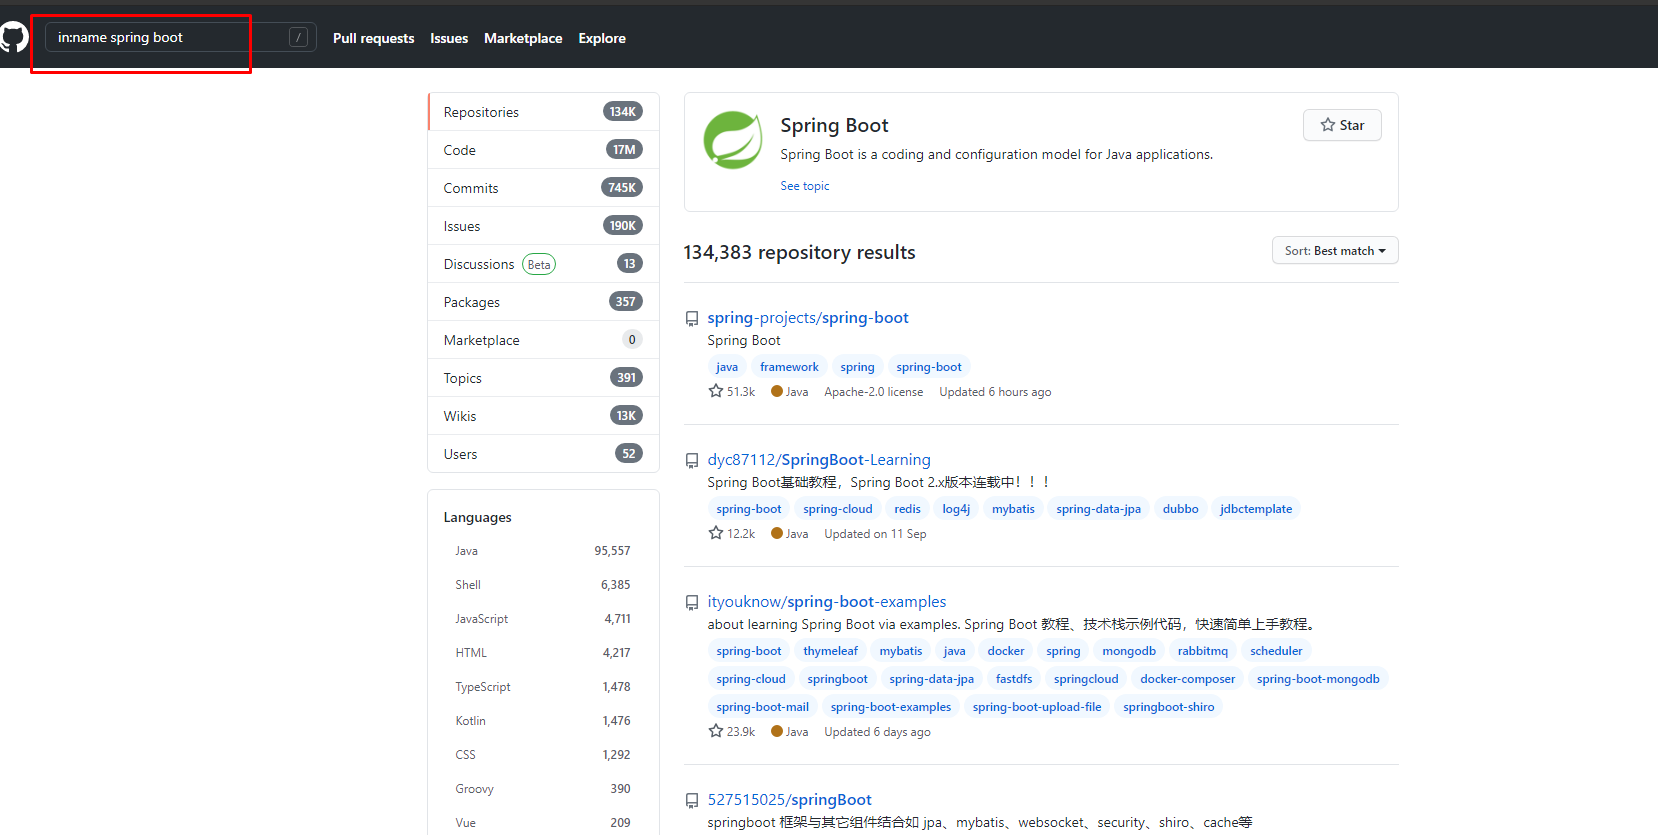 in:name spring boot
/
Pull requests Issues Marketplace Explore
Repositories 134K
Code 17M
Commits 745K
Issues 190K
Discussions Beta 13
Packages 357
Marketplace 0
Topics 391
Wikis 13K
Users 52
Languages
Java 95,557
Shell 6,385
JavaScript 4,711
HTML 4,217
TypeScript 1,478
Kotlin 1,476
CSS 1,292
Groovy 390
Vue 209
Spring Boot
Star
Spring Boot is a coding and configuration model for Java applications.
See topic
134,383 repository results
Sort: Best match
spring-projects/spring-boot
Spring Boot
java framework spring spring-boot
51.3k Java Apache-2.0 license Updated 6 hours ago
dyc87112/SpringBoot-Learning
Spring Boot基础教程，Spring Boot 2.x版本连载中！！！
spring-boot spring-cloud redis log4j mybatis spring-data-jpa dubbo jdbctemplate
12.2k Java Updated on 11 Sep
ityouknow/spring-boot-examples
about learning Spring Boot via examples. Spring Boot 教程、技术栈示例代码，快速简单上手教程。
spring-boot thymeleaf mybatis java docker spring mongodb rabbitmq scheduler
spring-cloud springboot spring-data-jpa fastdfs springcloud docker-composer spring-boot-mongodb
spring-boot-mail spring-boot-examples spring-boot-upload-file springboot-shiro
23.9k Java Updated 6 days ago
527515025/springBoot
springboot 框架与其它组件结合如 jpa、mybatis、websocket、security、shiro、cache等